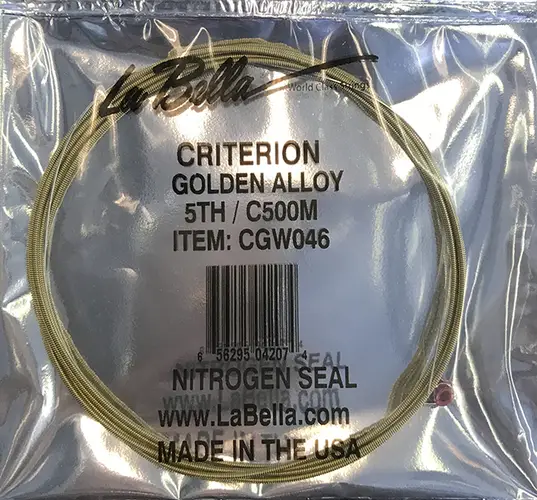 La Bella
World Class Strings
CRITERION
GOLDEN ALLOY
5TH / C500M
ITEM: CGW046
6 56295 04207 4
NITROGEN SEAL
www.LaBella.com
MADE IN THE USA